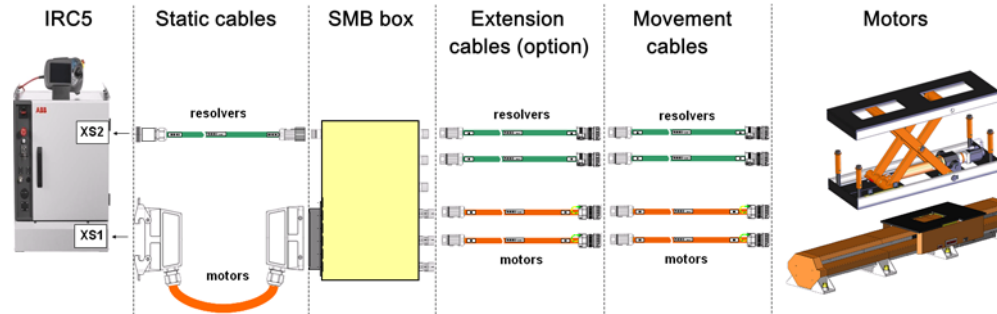 IRC5
Static cables
SMB box
Extension
cables (option)
Movement
cables
Motors
ABB
XS2
XS1
resolvers
motors
resolvers
motors
resolvers
motors